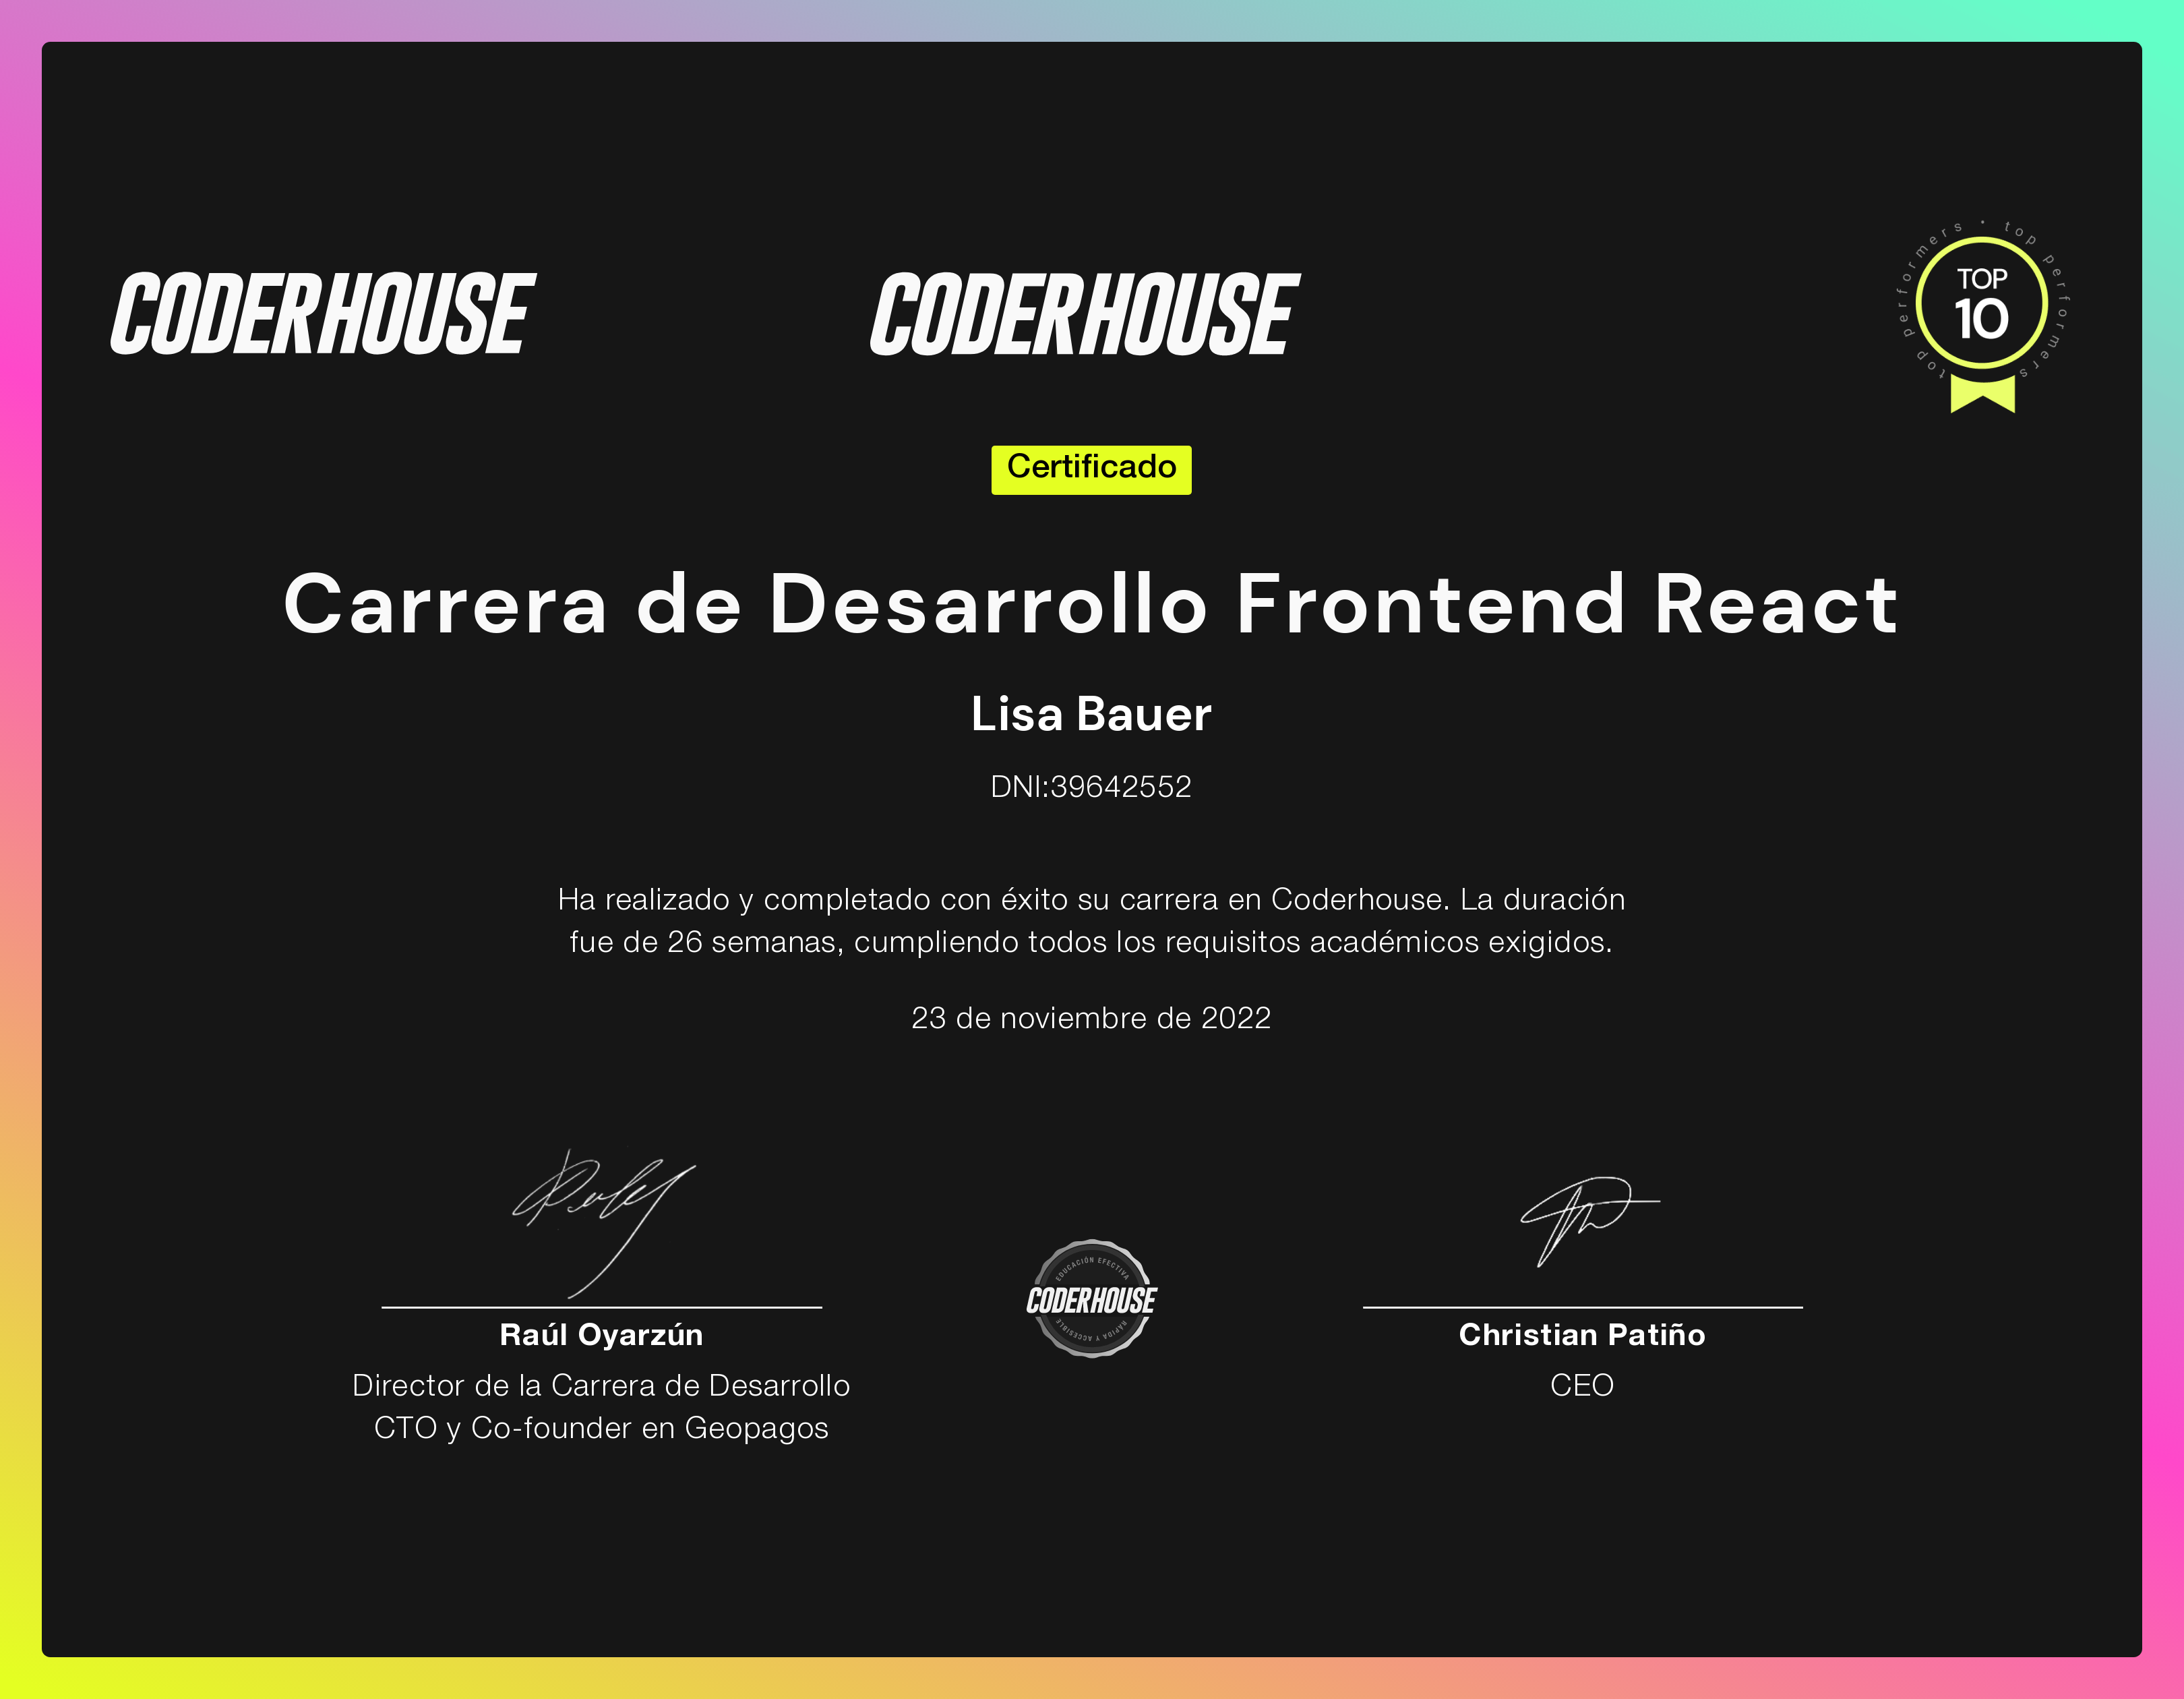 CODERHOUSE
CODERHOUSE
top performers • top performers
TOP
10
Certificado
Carrera de Desarrollo Frontend React
Lisa Bauer
DNI:39642552
Ha realizado y completado con éxito su carrera en Coderhouse. La duración
fue de 26 semanas, cumpliendo todos los requisitos académicos exigidos.
23 de noviembre de 2022
Raúl Oyarzún
Director de la Carrera de Desarrollo
CTO y Co-founder en Geopagos
EDUCACIÓN EFECTIVA
CODERHOUSE
RÁPIDA Y ACCESIBLE
Christian Patiño
CEO